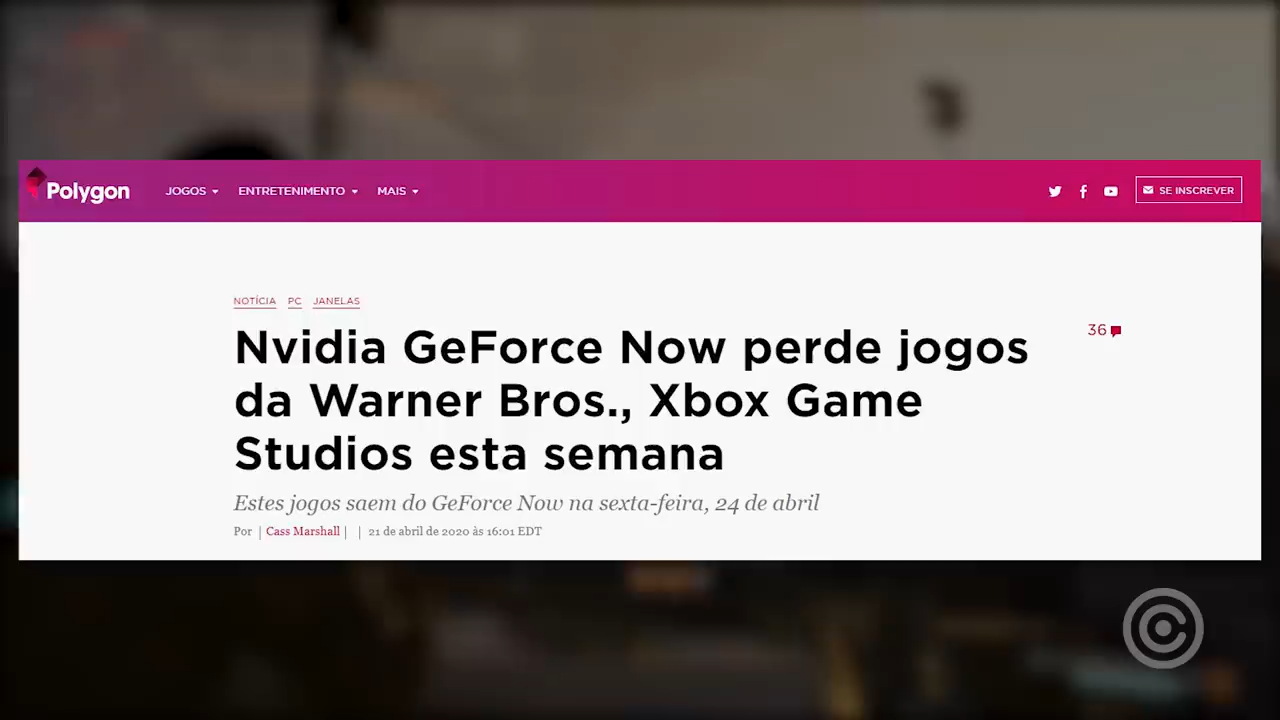 Polygon JOGOS ENTRETENIMENTO MAIS SE INSCREVER
NOTÍCIA PC JANELAS
36
Nvidia GeForce Now perde jogos
da Warner Bros., Xbox Game
Studios esta semana
Estes jogos saem do GeForce Now na sexta-feira, 24 de abril
Por | Cass Marshall | | 21 de abril de 2020 às 16:01 EDT